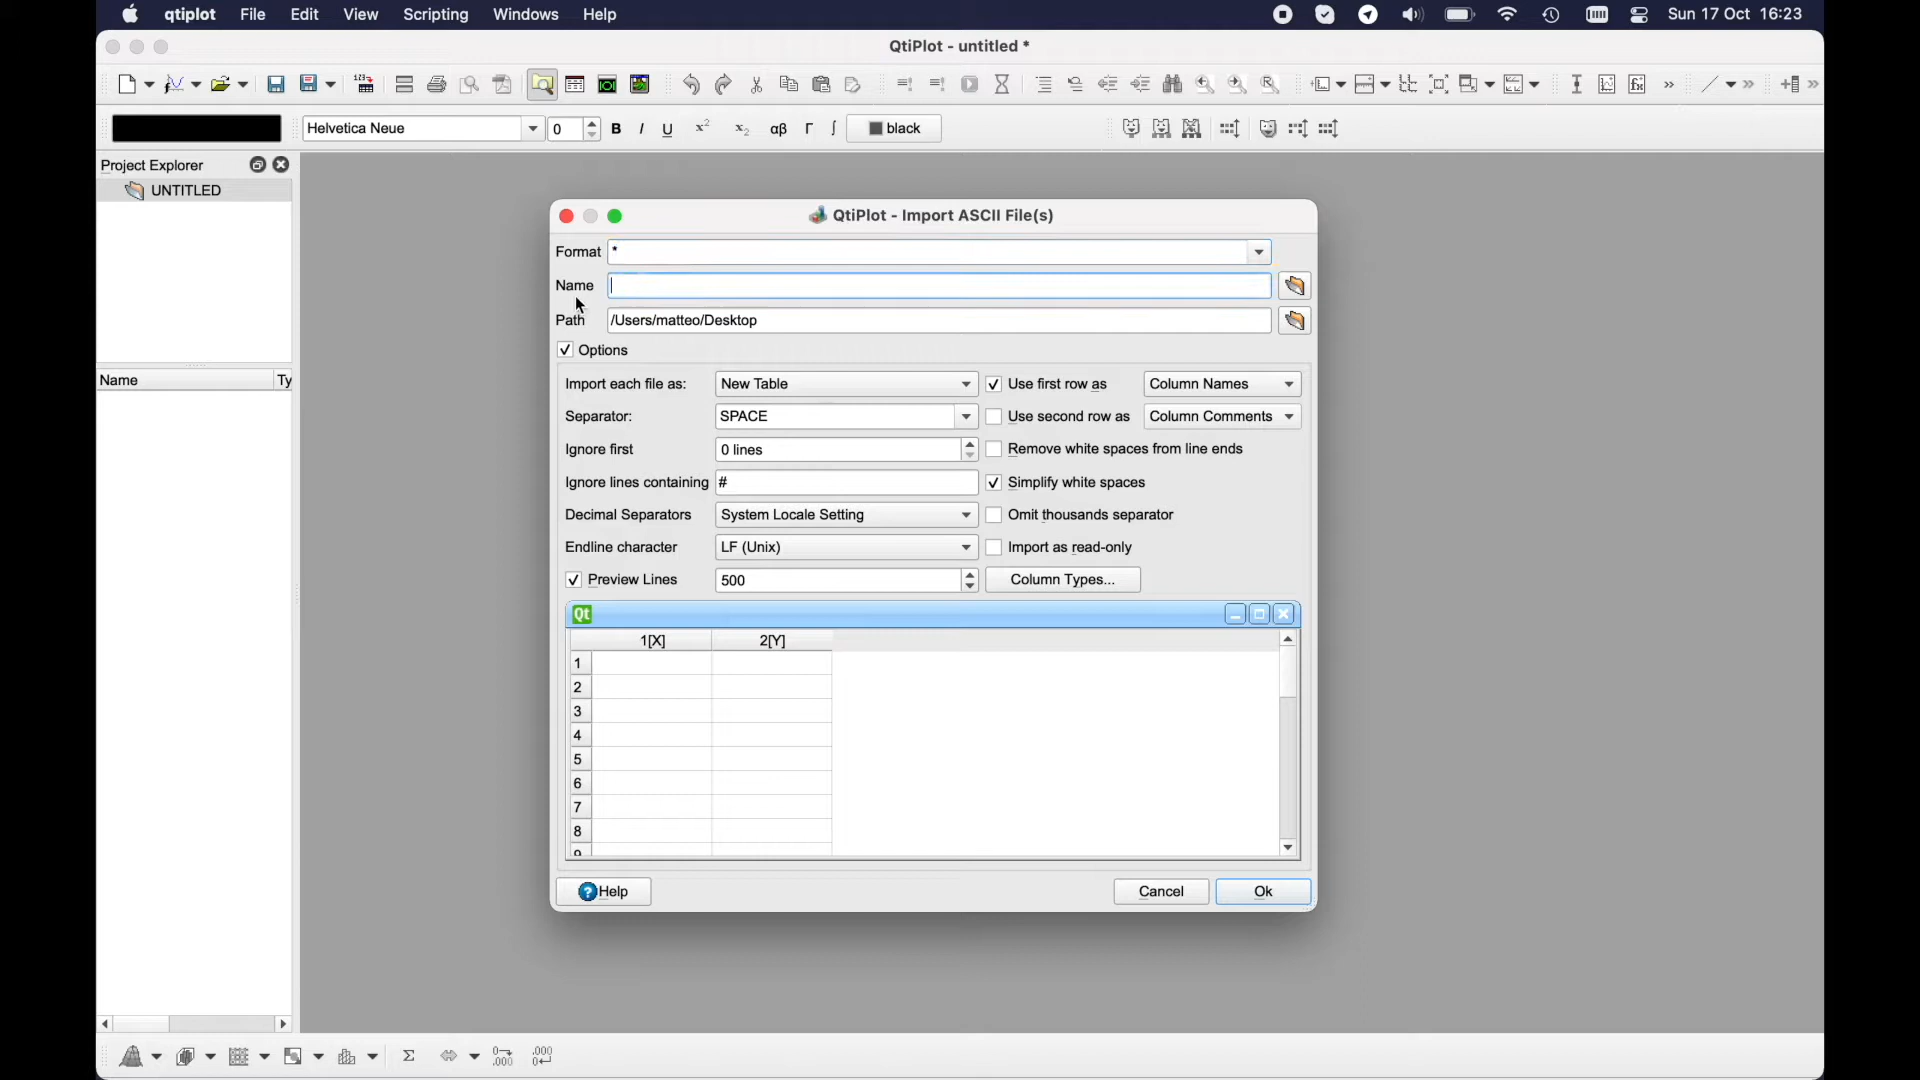 qtiplot File Edit View Scripting Windows Help Sun 17 Oct 16:23
QtiPlot - untitled *
Helvetica Neue 0 B I U x² x₂ αβ Γ ∫ black
Project Explorer
UNTITLED
Name Ty
QtiPlot - Import ASCII File(s)
Format *
Name
Path /Users/matteo/Desktop
Options
Import each file as: New Table Use first row as Column Names
Separator: SPACE Use second row as Column Comments
Ignore first 0 lines Remove white spaces from line ends
Ignore lines containing # Simplify white spaces
Decimal Separators System Locale Setting Omit thousands separator
Endline character LF (Unix) Import as read-only
Preview Lines 500 Column Types...
Qt
1[X] 2[Y]
1
2
3
4
5
6
7
8
9
Help Cancel Ok
Σ